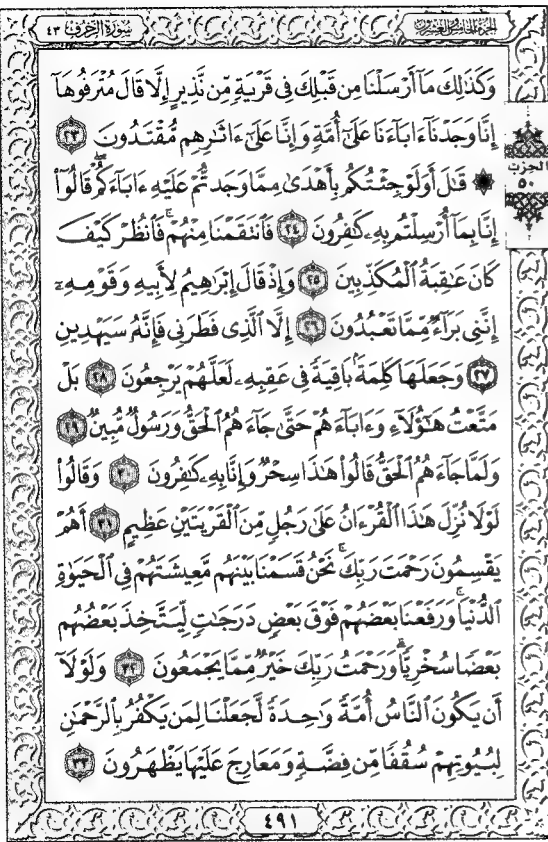 الجزء الخامس والعشرون
سورة الزخرف ٤٣
وَكَذَٰلِكَ مَآ أَرْسَلْنَا مِن قَبْلِكَ فِى قَرْيَةٍ مِّن نَّذِيرٍ إِلَّا قَالَ مُتْرَفُوهَآ
إِنَّا وَجَدْنَآ ءَابَآءَنَا عَلَىٰٓ أُمَّةٍ وَإِنَّا عَلَىٰٓ ءَاثَٰرِهِم مُّقْتَدُونَ ٢٣
الحزب
٥٠
۞ قَٰلَ أَوَلَوْ جِئْتُكُم بِأَهْدَىٰ مِمَّا وَجَدتُّمْ عَلَيْهِ ءَابَآءَكُمْ ۖ قَالُوٓا۟
إِنَّا بِمَآ أُرْسِلْتُم بِهِۦ كَٰفِرُونَ ٢٤ فَٱنتَقَمْنَا مِنْهُمْ ۖ فَٱنظُرْ كَيْفَ
كَانَ عَٰقِبَةُ ٱلْمُكَذِّبِينَ ٢٥ وَإِذْ قَالَ إِبْرَٰهِيمُ لِأَبِيهِ وَقَوْمِهِۦٓ
إِنَّنِى بَرَآءٌ مِّمَّا تَعْبُدُونَ ٢٦ إِلَّا ٱلَّذِى فَطَرَنِى فَإِنَّهُۥ سَيَهْدِينِ
٢٧ وَجَعَلَهَا كَلِمَةًۢ بَاقِيَةً فِى عَقِبِهِۦ لَعَلَّهُمْ يَرْجِعُونَ ٢٨ بَلْ
مَتَّعْتُ هَٰٓؤُلَآءِ وَءَابَآءَهُمْ حَتَّىٰ جَآءَهُمُ ٱلْحَقُّ وَرَسُولٌ مُّبِينٌ ٢٩
وَلَمَّا جَآءَهُمُ ٱلْحَقُّ قَالُوا۟ هَٰذَا سِحْرٌ وَإِنَّا بِهِۦ كَٰفِرُونَ ٣٠ وَقَالُوا۟
لَوْلَا نُزِّلَ هَٰذَا ٱلْقُرْءَانُ عَلَىٰ رَجُلٍ مِّنَ ٱلْقَرْيَتَيْنِ عَظِيمٍ ٣١ أَهُمْ
يَقْسِمُونَ رَحْمَتَ رَبِّكَ ۚ نَحْنُ قَسَمْنَا بَيْنَهُم مَّعِيشَتَهُمْ فِى ٱلْحَيَوٰةِ
ٱلدُّنْيَا ۚ وَرَفَعْنَا بَعْضَهُمْ فَوْقَ بَعْضٍ دَرَجَٰتٍ لِّيَتَّخِذَ بَعْضُهُم
بَعْضًا سُخْرِيًّا ۗ وَرَحْمَتُ رَبِّكَ خَيْرٌ مِّمَّا يَجْمَعُونَ ٣٢ وَلَوْلَآ
أَن يَكُونَ ٱلنَّاسُ أُمَّةً وَٰحِدَةً لَّجَعَلْنَا لِمَن يَكْفُرُ بِٱلرَّحْمَٰنِ
لِبُيُوتِهِمْ سُقُفًا مِّن فِضَّةٍ وَمَعَارِجَ عَلَيْهَا يَظْهَرُونَ ٣٣
٤٩١